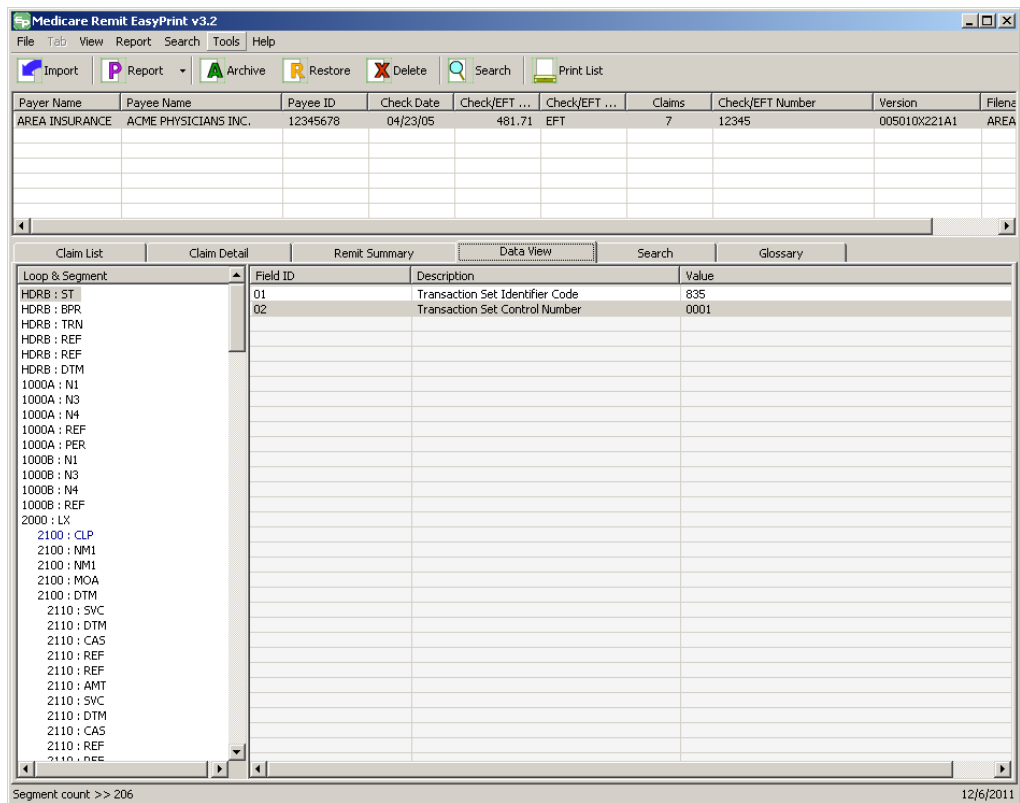 Medicare Remit EasyPrint v3.2
File Tab View Report Search Tools Help
Import Report Archive Restore Delete Search Print List
Payer Name Payee Name Payee ID Check Date Check/EFT ... Check/EFT ... Claims Check/EFT Number Version Filena
AREA INSURANCE ACME PHYSICIANS INC. 12345678 04/23/05 481.71 EFT 7 12345 005010X221A1 AREA
Claim List Claim Detail Remit Summary Data View Search Glossary
Loop & Segment Field ID Description Value
HDRB : ST 01 Transaction Set Identifier Code 835
HDRB : BPR 02 Transaction Set Control Number 0001
HDRB : TRN
HDRB : REF
HDRB : REF
HDRB : DTM
1000A : N1
1000A : N3
1000A : N4
1000A : REF
1000A : PER
1000B : N1
1000B : N3
1000B : N4
1000B : REF
2000 : LX
2100 : CLP
2100 : NM1
2100 : NM1
2100 : MOA
2100 : DTM
2110 : SVC
2110 : DTM
2110 : CAS
2110 : REF
2110 : REF
2110 : AMT
2110 : SVC
2110 : DTM
2110 : CAS
2110 : REF
2110 : REF
Segment count >> 206 12/6/2011